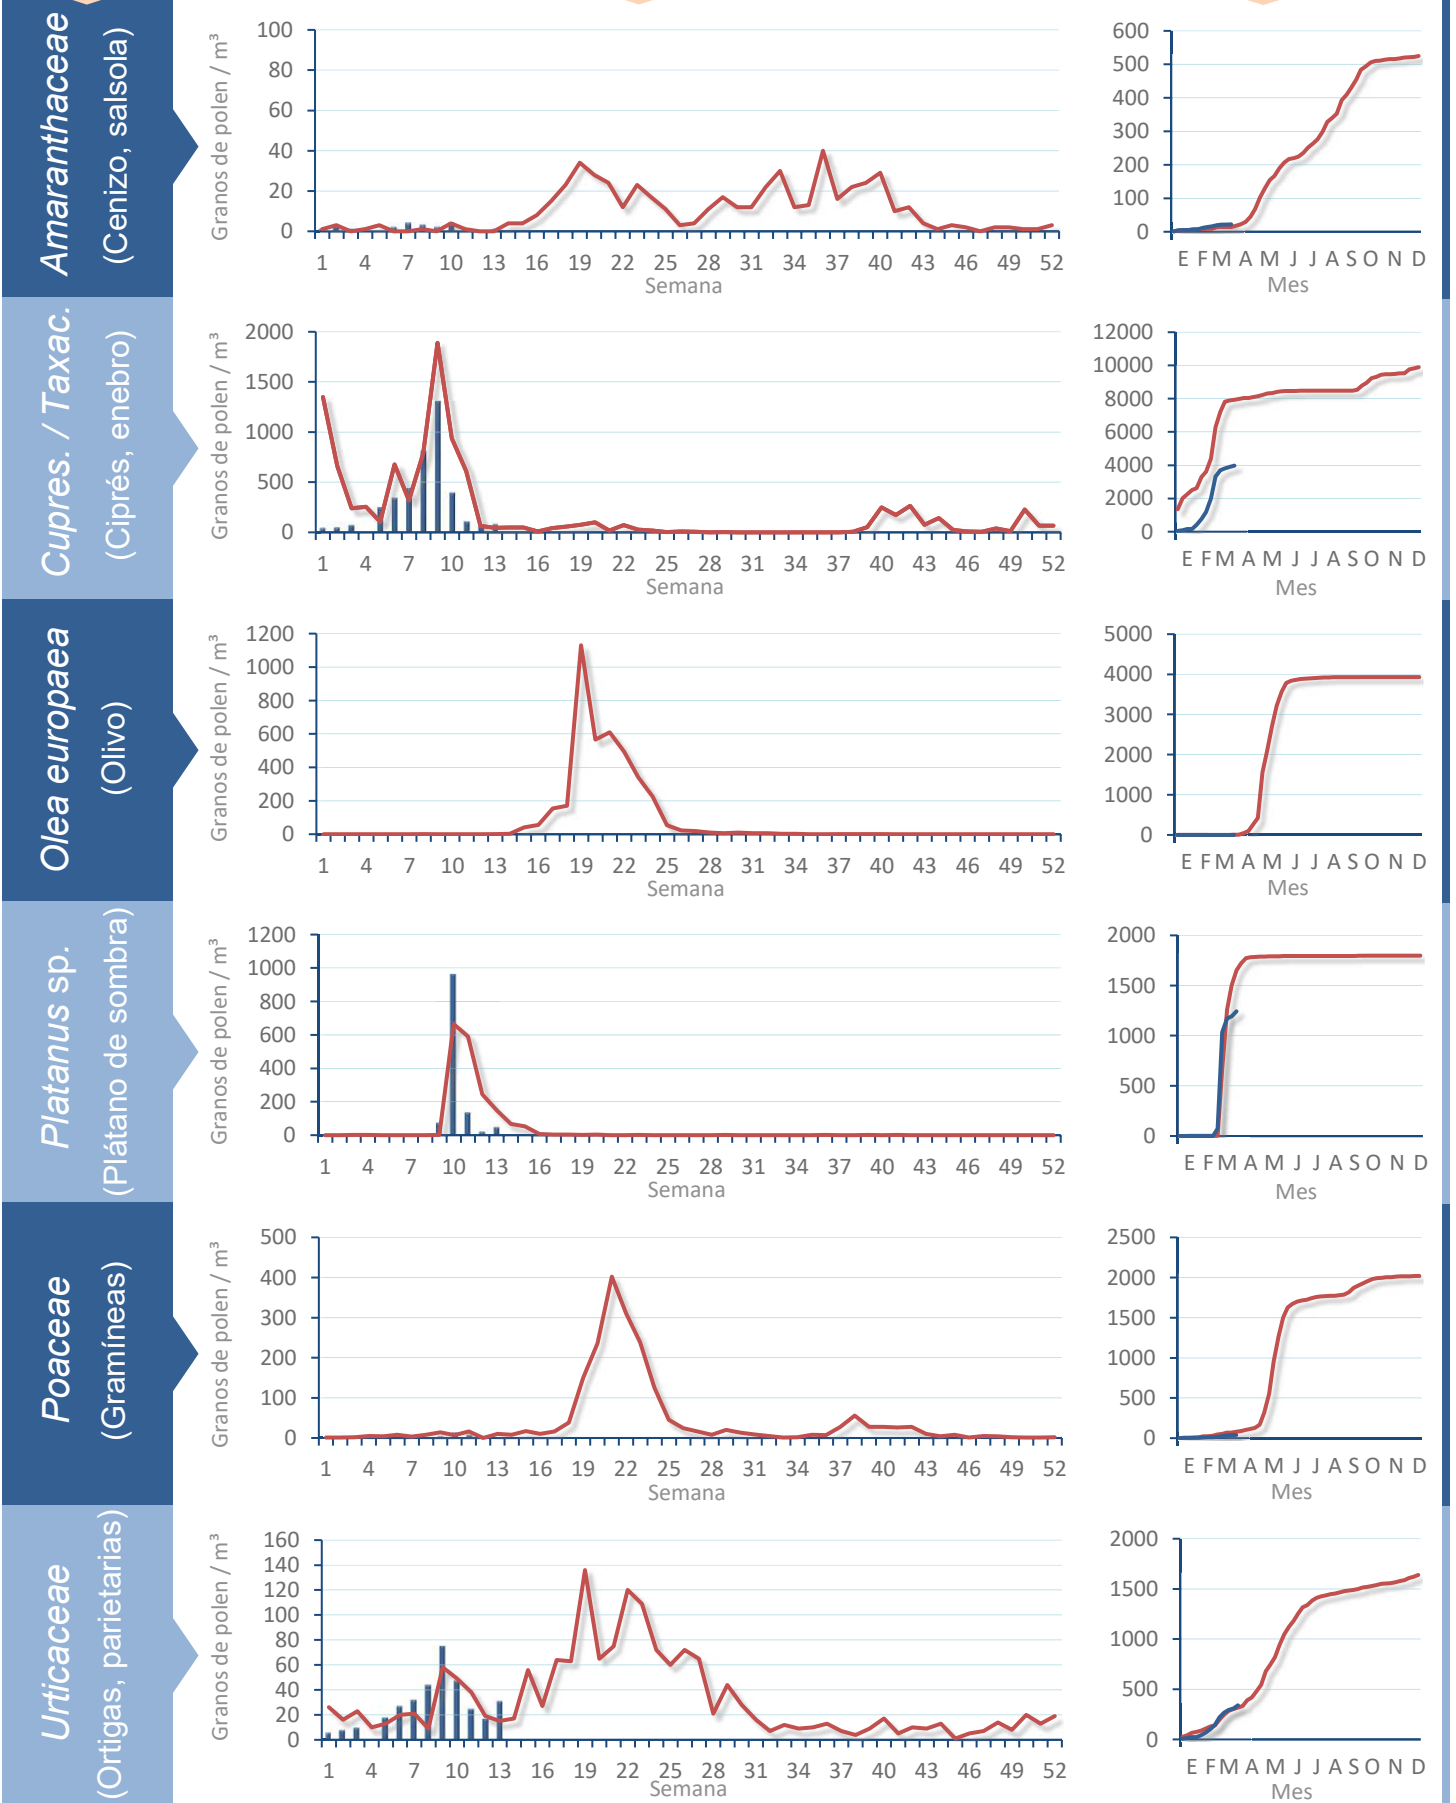 Amaranthaceae
(Cenizo, salsola)
Granos de polen / m³
100
80
60
40
20
0
1 4 7 10 13 16 19 22 25 28 31 34 37 40 43 46 49 52
Semana
600
500
400
300
200
100
0
E F M A M J J A S O N D
Mes
Cupres. / Taxac.
(Ciprés, enebro)
Granos de polen / m³
2000
1500
1000
500
0
1 4 7 10 13 16 19 22 25 28 31 34 37 40 43 46 49 52
Semana
12000
10000
8000
6000
4000
2000
0
E F M A M J J A S O N D
Mes
Olea europaea
(Olivo)
Granos de polen / m³
1200
1000
800
600
400
200
0
1 4 7 10 13 16 19 22 25 28 31 34 37 40 43 46 49 52
Semana
5000
4000
3000
2000
1000
0
E F M A M J J A S O N D
Mes
Platanus sp.
(Plátano de sombra)
Granos de polen / m³
1200
1000
800
600
400
200
0
1 4 7 10 13 16 19 22 25 28 31 34 37 40 43 46 49 52
Semana
2000
1500
1000
500
0
E F M A M J J A S O N D
Mes
Poaceae
(Gramíneas)
Granos de polen / m³
500
400
300
200
100
0
1 4 7 10 13 16 19 22 25 28 31 34 37 40 43 46 49 52
Semana
2500
2000
1500
1000
500
0
E F M A M J J A S O N D
Mes
Urticaceae
(Ortigas, parietarias)
Granos de polen / m³
160
140
120
100
80
60
40
20
0
1 4 7 10 13 16 19 22 25 28 31 34 37 40 43 46 49 52
Semana
2000
1500
1000
500
0
E F M A M J J A S O N D
Mes